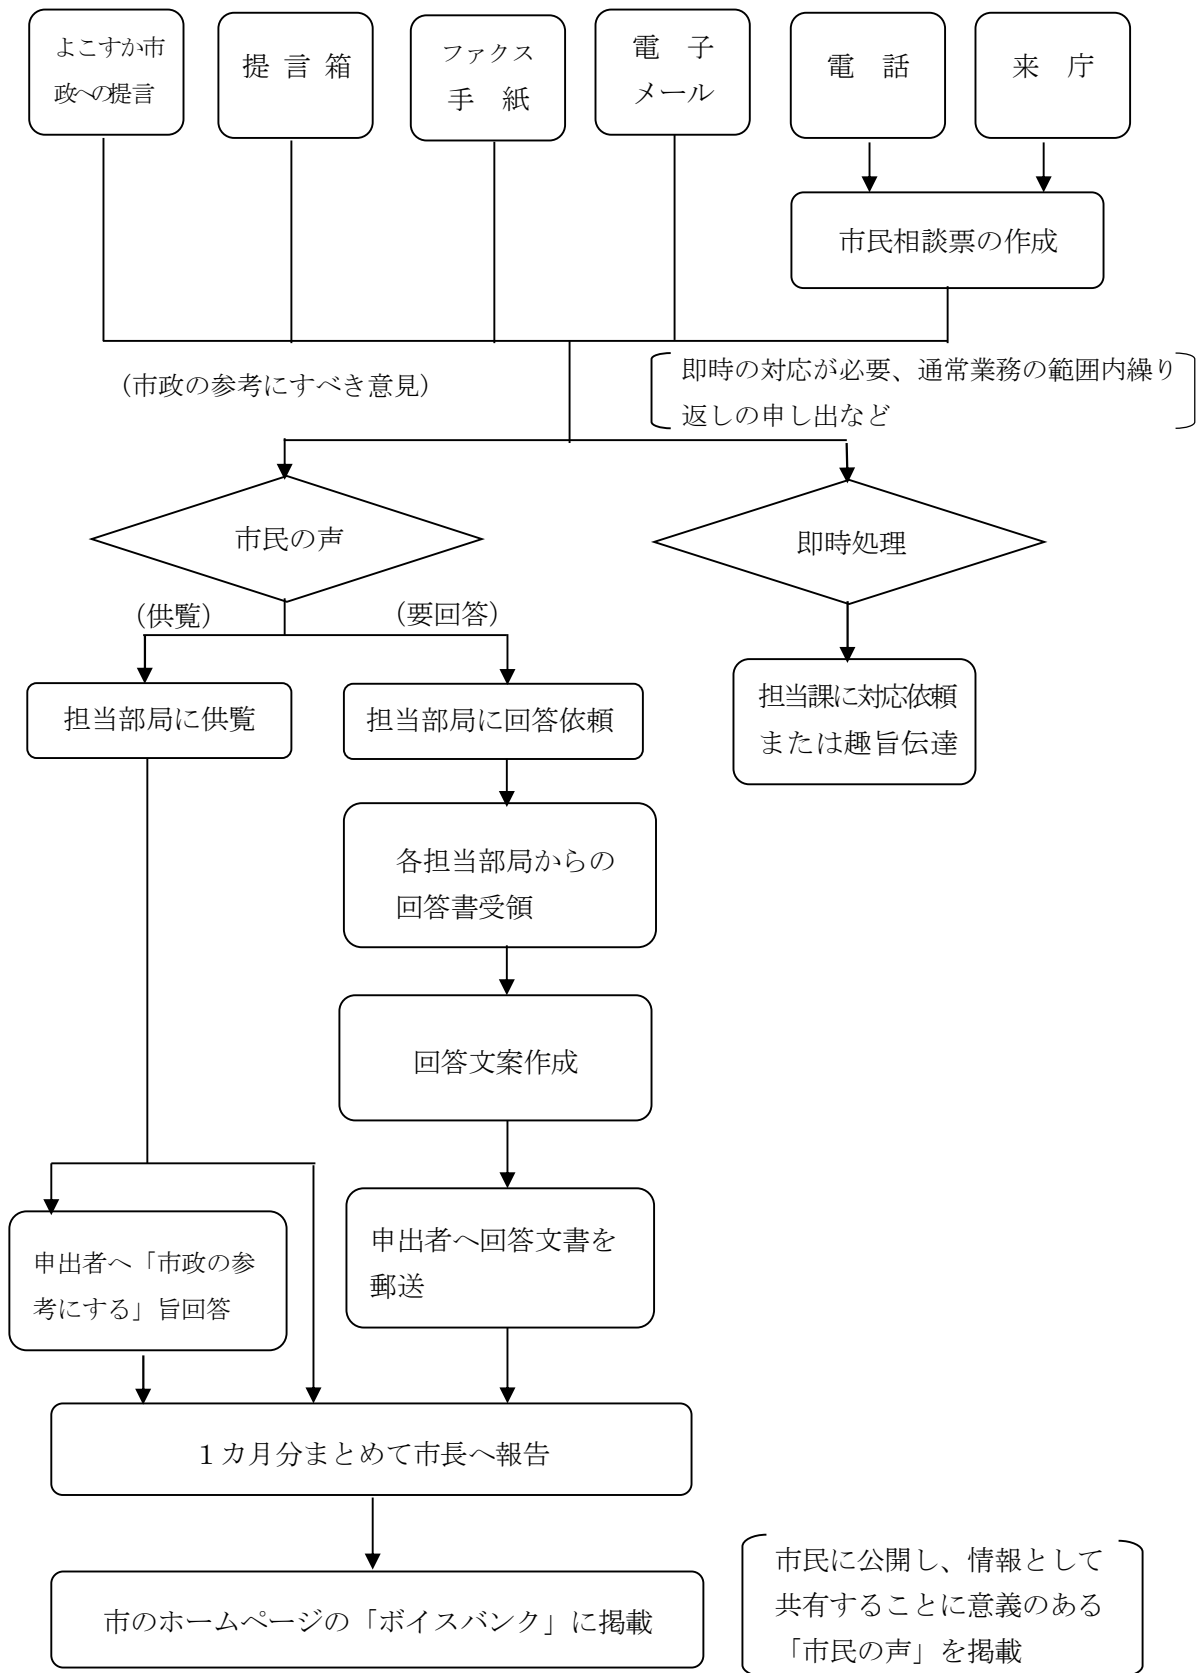 よこすか市
政への提言
提言箱
ファクス
手　紙
電　子
メール
電　話
来　庁
市民相談票の作成
（市政の参考にすべき意見）
即時の対応が必要、通常業務の範囲内繰り
返しの申し出など
市民の声
即時処理
（供覧）
（要回答）
担当部局に供覧
担当部局に回答依頼
担当課に対応依頼
または趣旨伝達
各担当部局からの
回答書受領
回答文案作成
申出者へ「市政の参
考にする」旨回答
申出者へ回答文書を
郵送
１カ月分まとめて市長へ報告
市のホームページの「ボイスバンク」に掲載
市民に公開し、情報として
共有することに意義のある
「市民の声」を掲載